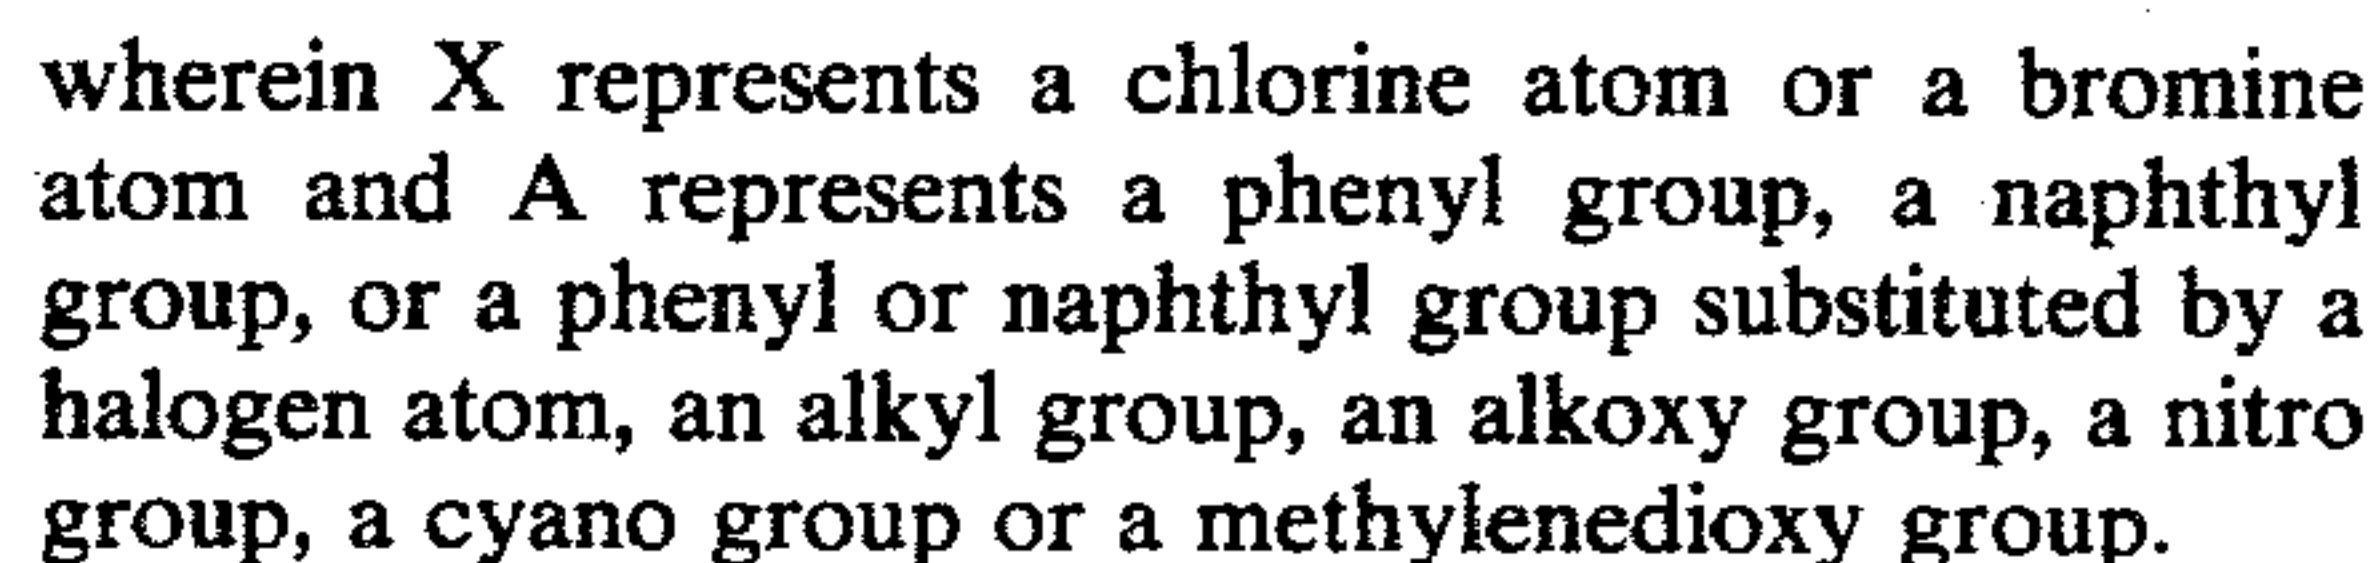 wherein X represents a chlorine atom or a bromine
atom and A represents a phenyl group, a naphthyl
group, or a phenyl or naphthyl group substituted by a
halogen atom, an alkyl group, an alkoxy group, a nitro
group, a cyano group or a methylenedioxy group.